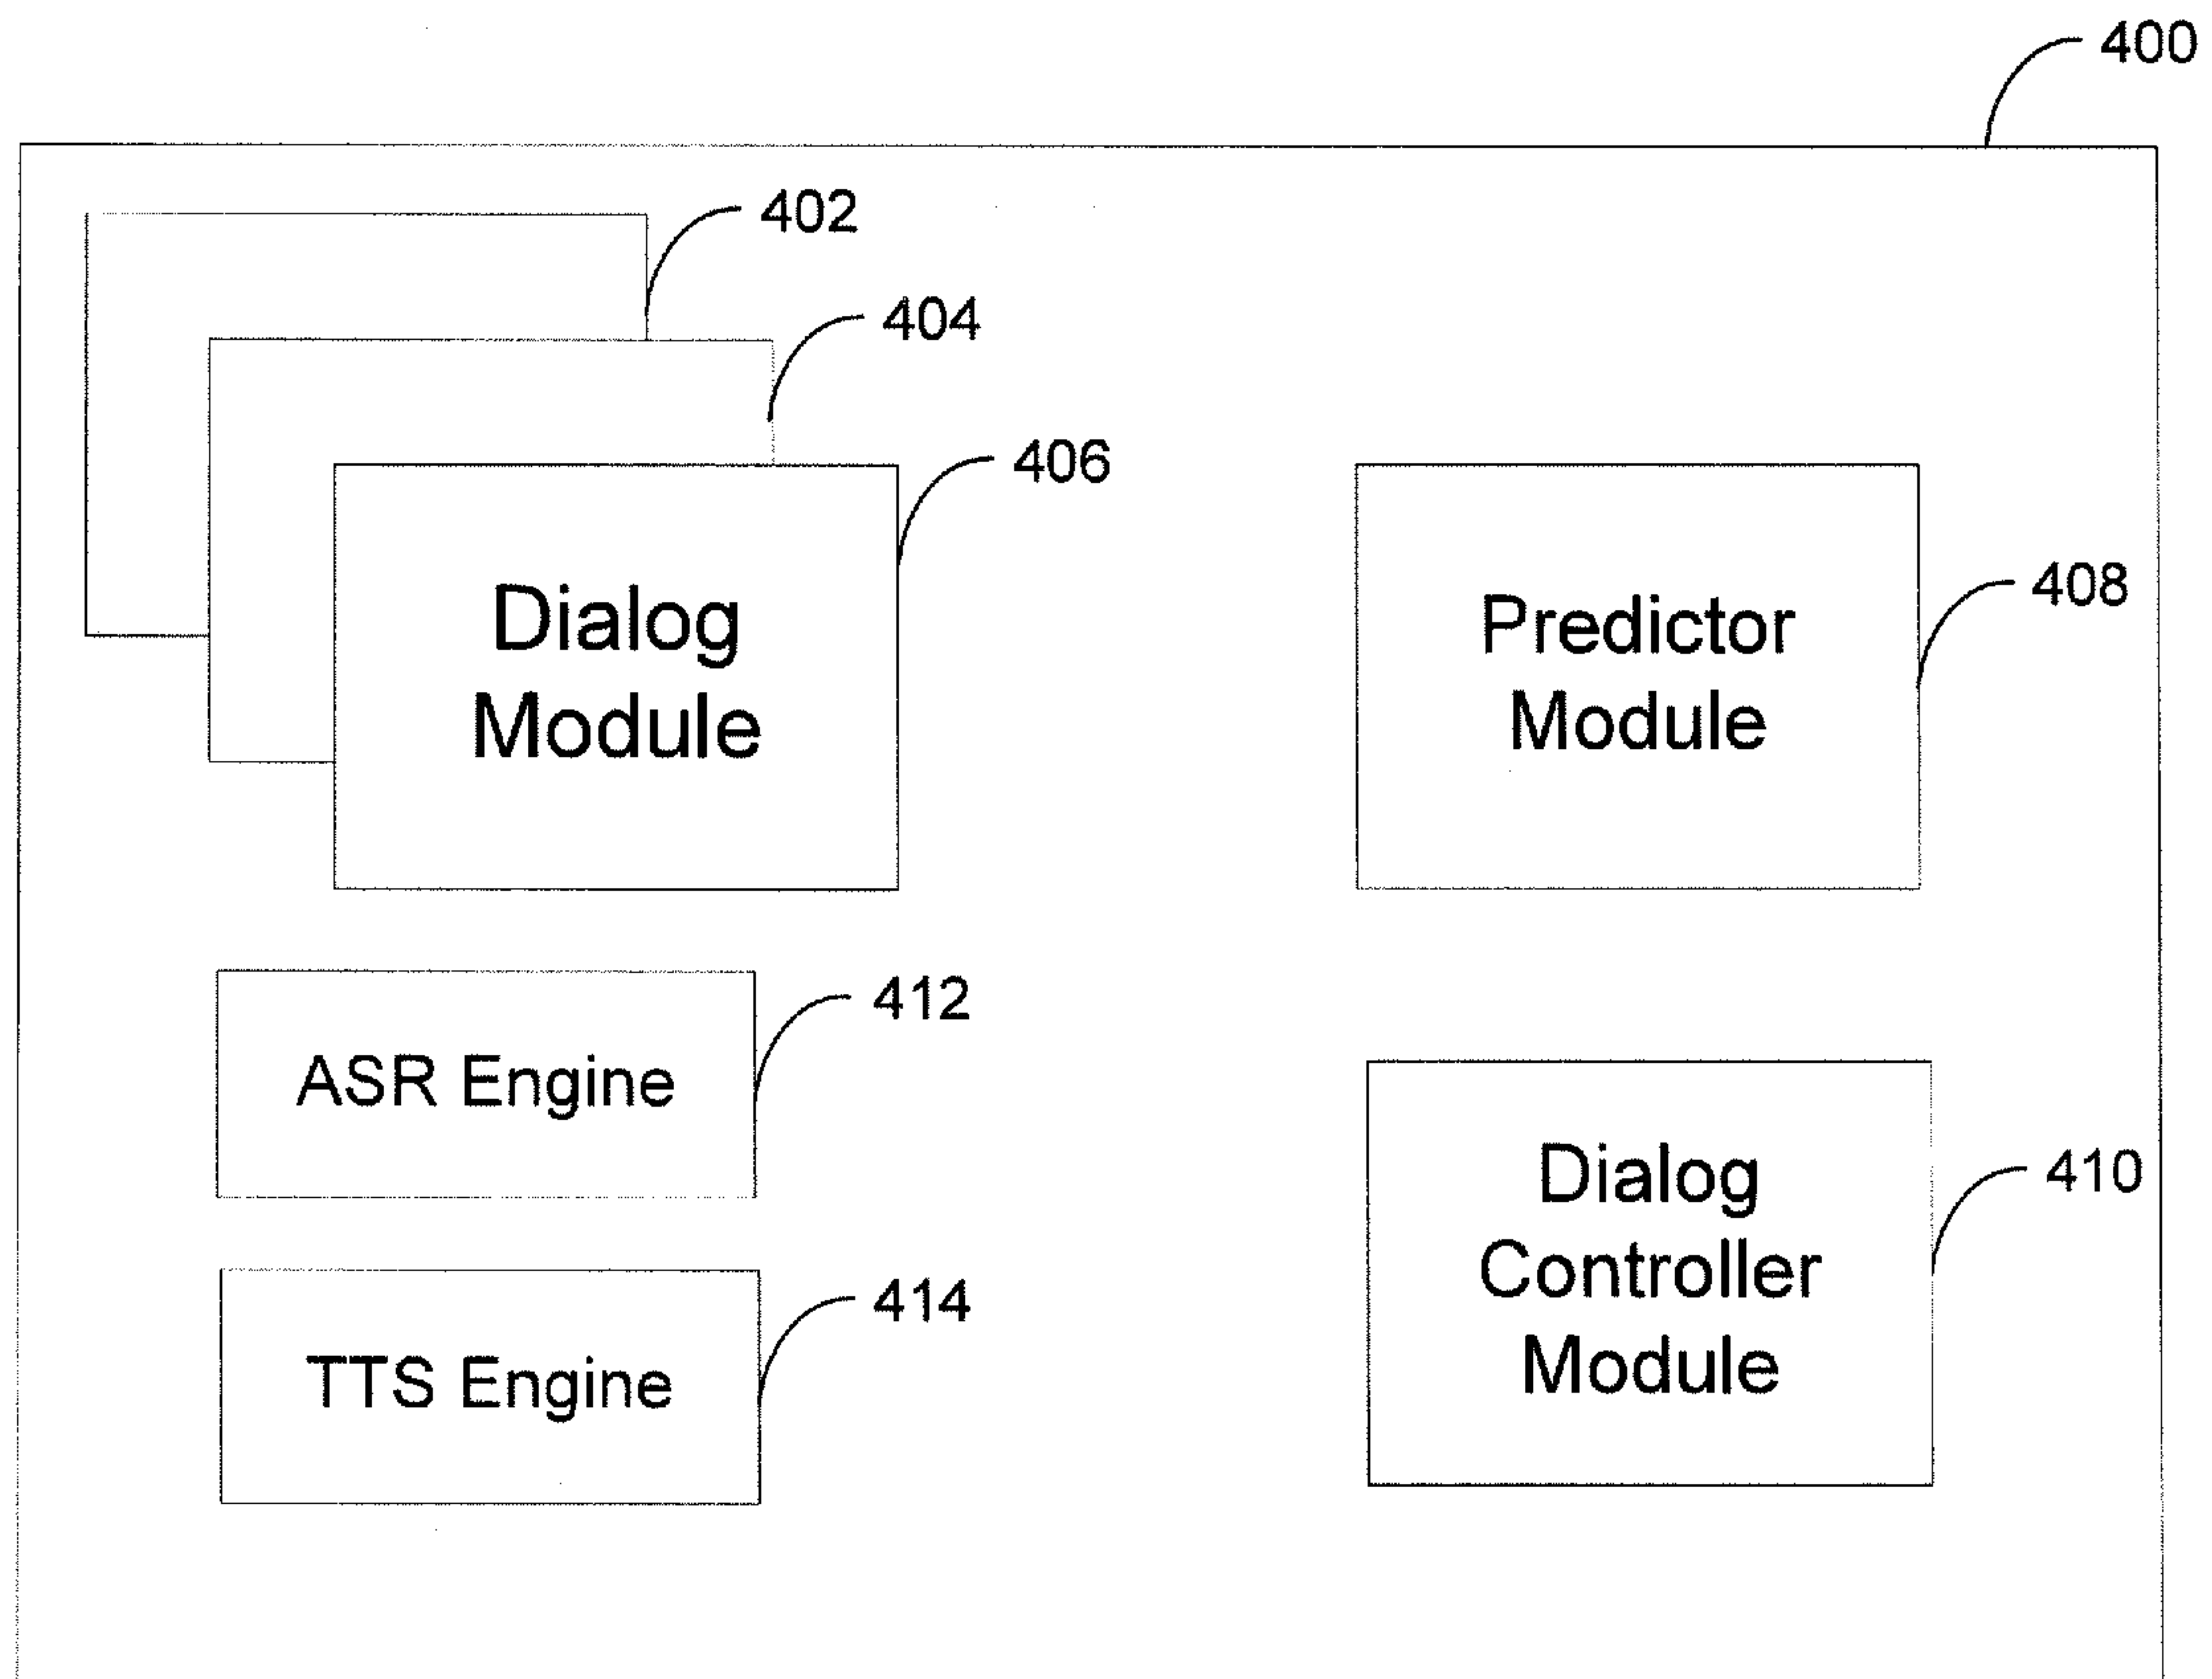 400
402
404
406
Dialog
Module
408
Predictor
Module
412
ASR Engine
410
Dialog
Controller
Module
414
TTS Engine